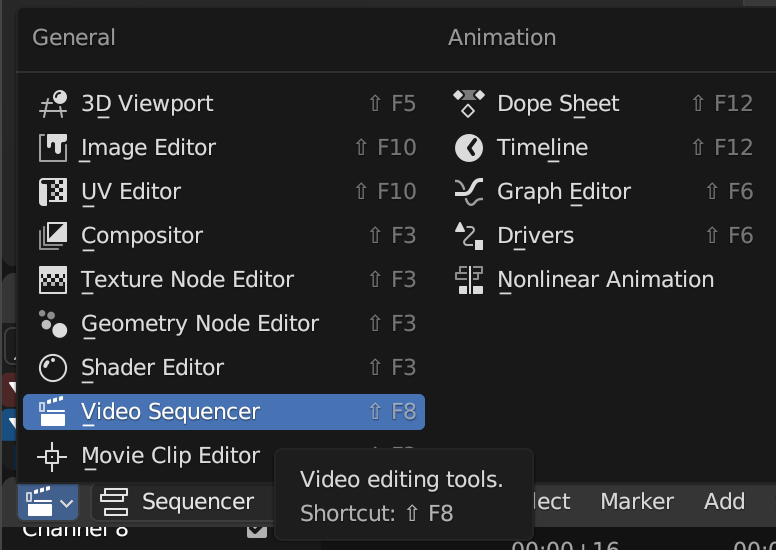 General
3D Viewport ⇧ F5
Image Editor ⇧ F10
UV Editor ⇧ F10
Compositor ⇧ F3
Texture Node Editor ⇧ F3
Geometry Node Editor ⇧ F3
Shader Editor ⇧ F3
Video Sequencer ⇧ F8
Movie Clip Editor
Animation
Dope Sheet ⇧ F12
Timeline ⇧ F12
Graph Editor ⇧ F6
Drivers ⇧ F6
Nonlinear Animation
Video editing tools.
Shortcut: ⇧ F8
Sequencer lect Marker Add
Channel 8
00:00+16 00:0